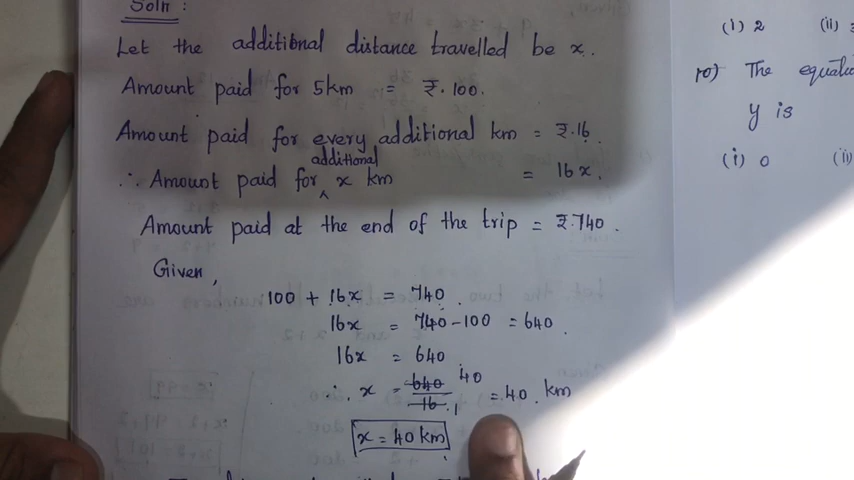 Soln :
Let the additional distance travelled be x.
Amount paid for 5km = ₹.100.
Amount paid for every additional km = ₹.16.
additional
∴ Amount paid for ^ x km = 16x.
Amount paid at the end of the trip = ₹.740.
Given,
100 + 16x = 740.
16x = 740 - 100 = 640.
16x = 640
∴ x = 640/16 40 1 = 40. km
x = 40 km
(i) 2 (ii)
10) The equatio
y is
(i) 0 (ii)